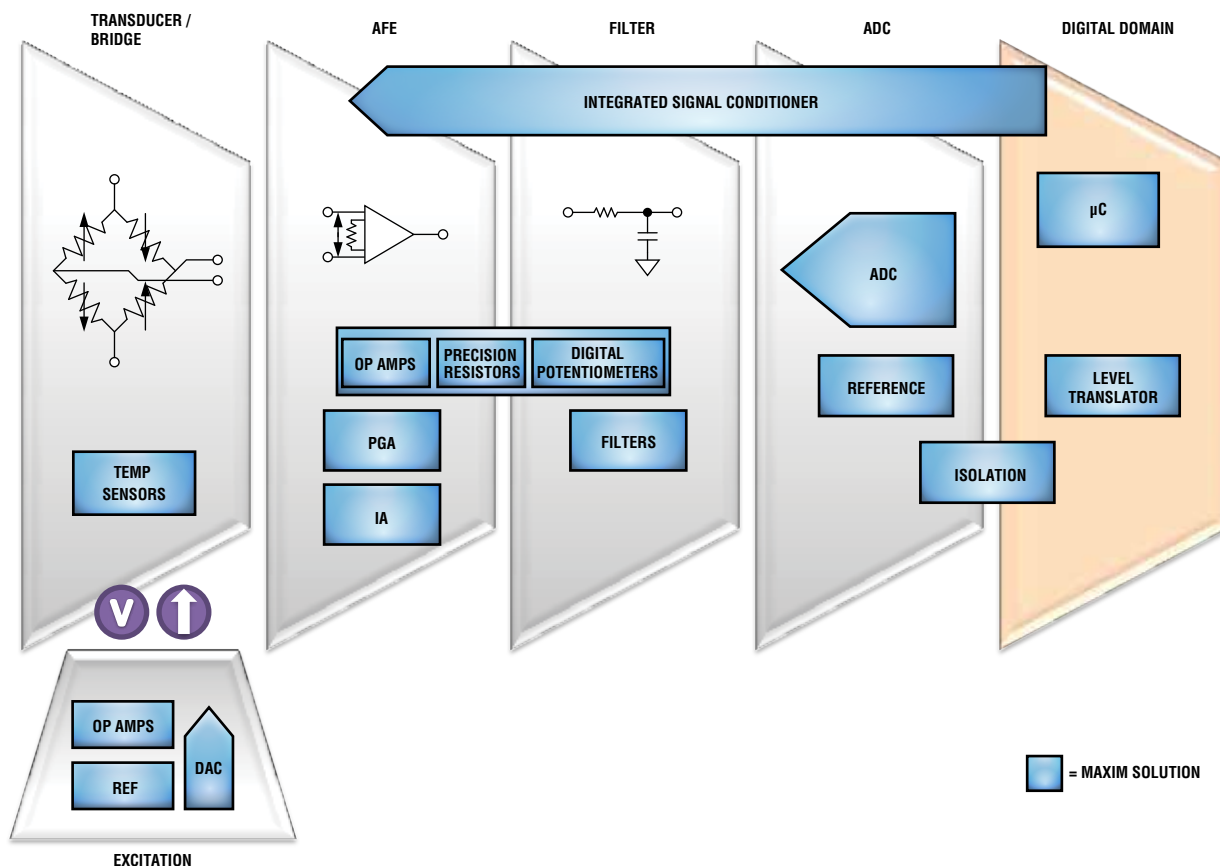 TRANSDUCER /
BRIDGE
AFE
FILTER
ADC
DIGITAL DOMAIN
INTEGRATED SIGNAL CONDITIONER
µC
ADC
OP AMPS
PRECISION
RESISTORS
DIGITAL
POTENTIOMETERS
REFERENCE
LEVEL
TRANSLATOR
PGA
FILTERS
TEMP
SENSORS
ISOLATION
IA
V
OP AMPS
DAC
REF
= MAXIM SOLUTION
EXCITATION